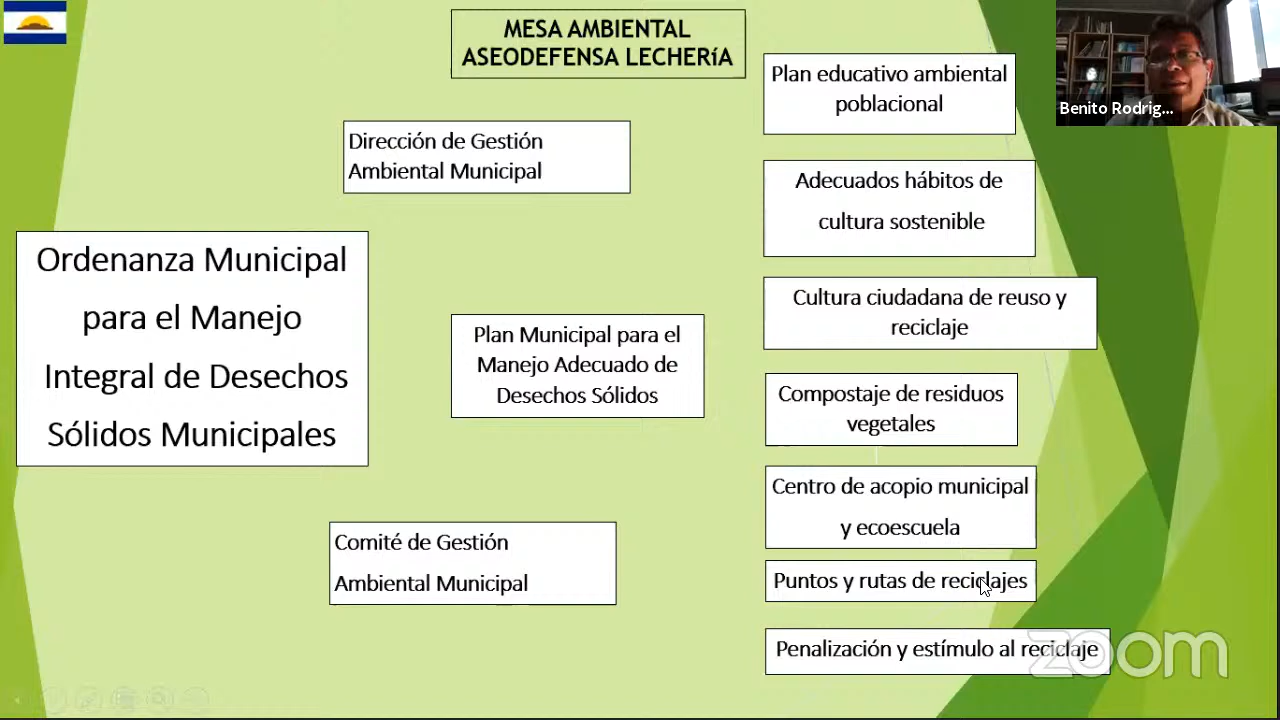 MESA AMBIENTAL
ASEODEFENSA LECHERíA
Benito Rodrig...
Plan educativo ambiental
poblacional
Dirección de Gestión
Ambiental Municipal
Adecuados hábitos de
cultura sostenible
Ordenanza Municipal
para el Manejo
Integral de Desechos
Sólidos Municipales
Cultura ciudadana de reuso y
reciclaje
Plan Municipal para el
Manejo Adecuado de
Desechos Sólidos
Compostaje de residuos
vegetales
Centro de acopio municipal
y ecoescuela
Comité de Gestión
Ambiental Municipal
Puntos y rutas de reciclajes
Penalización y estímulo al reciclaje
zoom